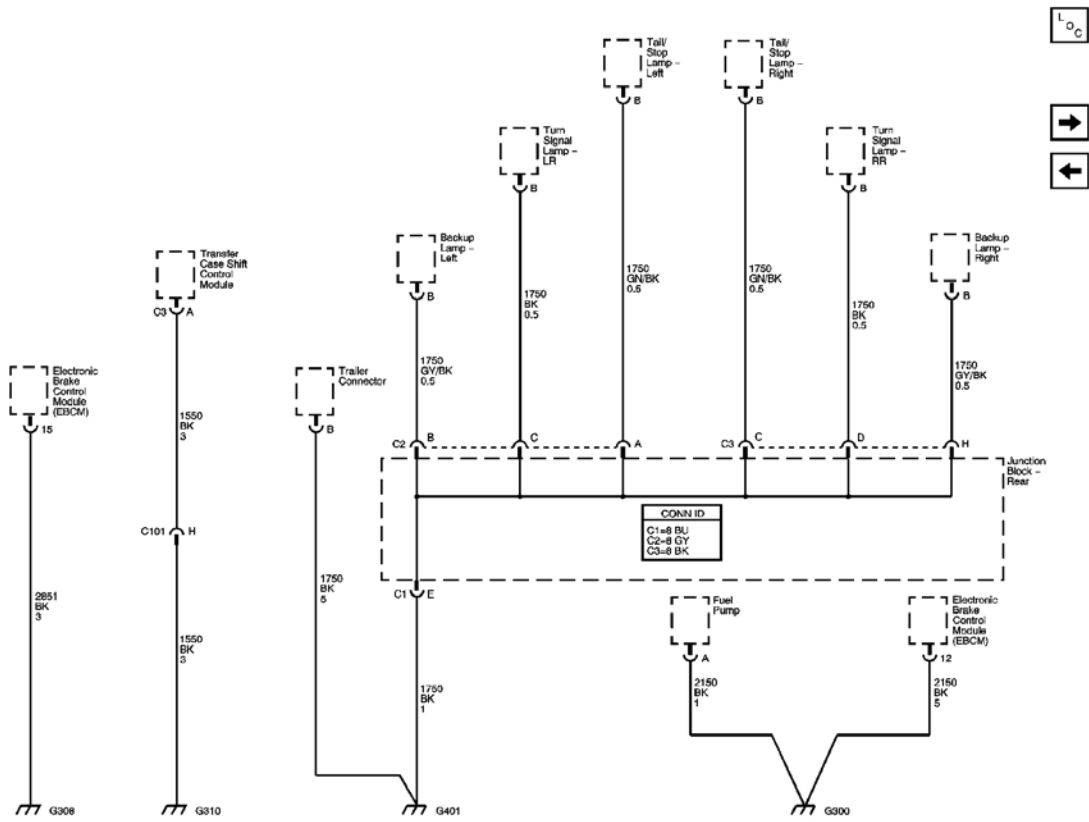 L
O
C
Tail/
Stop
Lamp –
Left
Tail/
Stop
Lamp –
Right
B
B
Turn
Signal
Lamp –
LR
Turn
Signal
Lamp –
RR
B
B
Backup
Lamp –
Left
Backup
Lamp –
Right
B
B
Transfer
Case Shift
Control
Module
C3
A
1750
GN/BK
0.5
1750
GN/BK
0.5
1750
BK
0.5
1750
BK
0.5
Electronic
Brake
Control
Module
(EBCM)
15
Trailer
Connector
B
1750
GY/BK
0.5
1750
GY/BK
0.5
1550
BK
3
C2
B
C
A
C3
C
D
H
Junction
Block –
Rear
CONN ID
C1=8 BU
C2=8 GY
C3=8 BK
C101
H
2851
BK
3
1750
BK
5
C1
E
Fuel
Pump
A
Electronic
Brake
Control
Module
(EBCM)
12
1550
BK
3
1750
BK
1
2150
BK
1
2150
BK
5
G308
G310
G401
G300